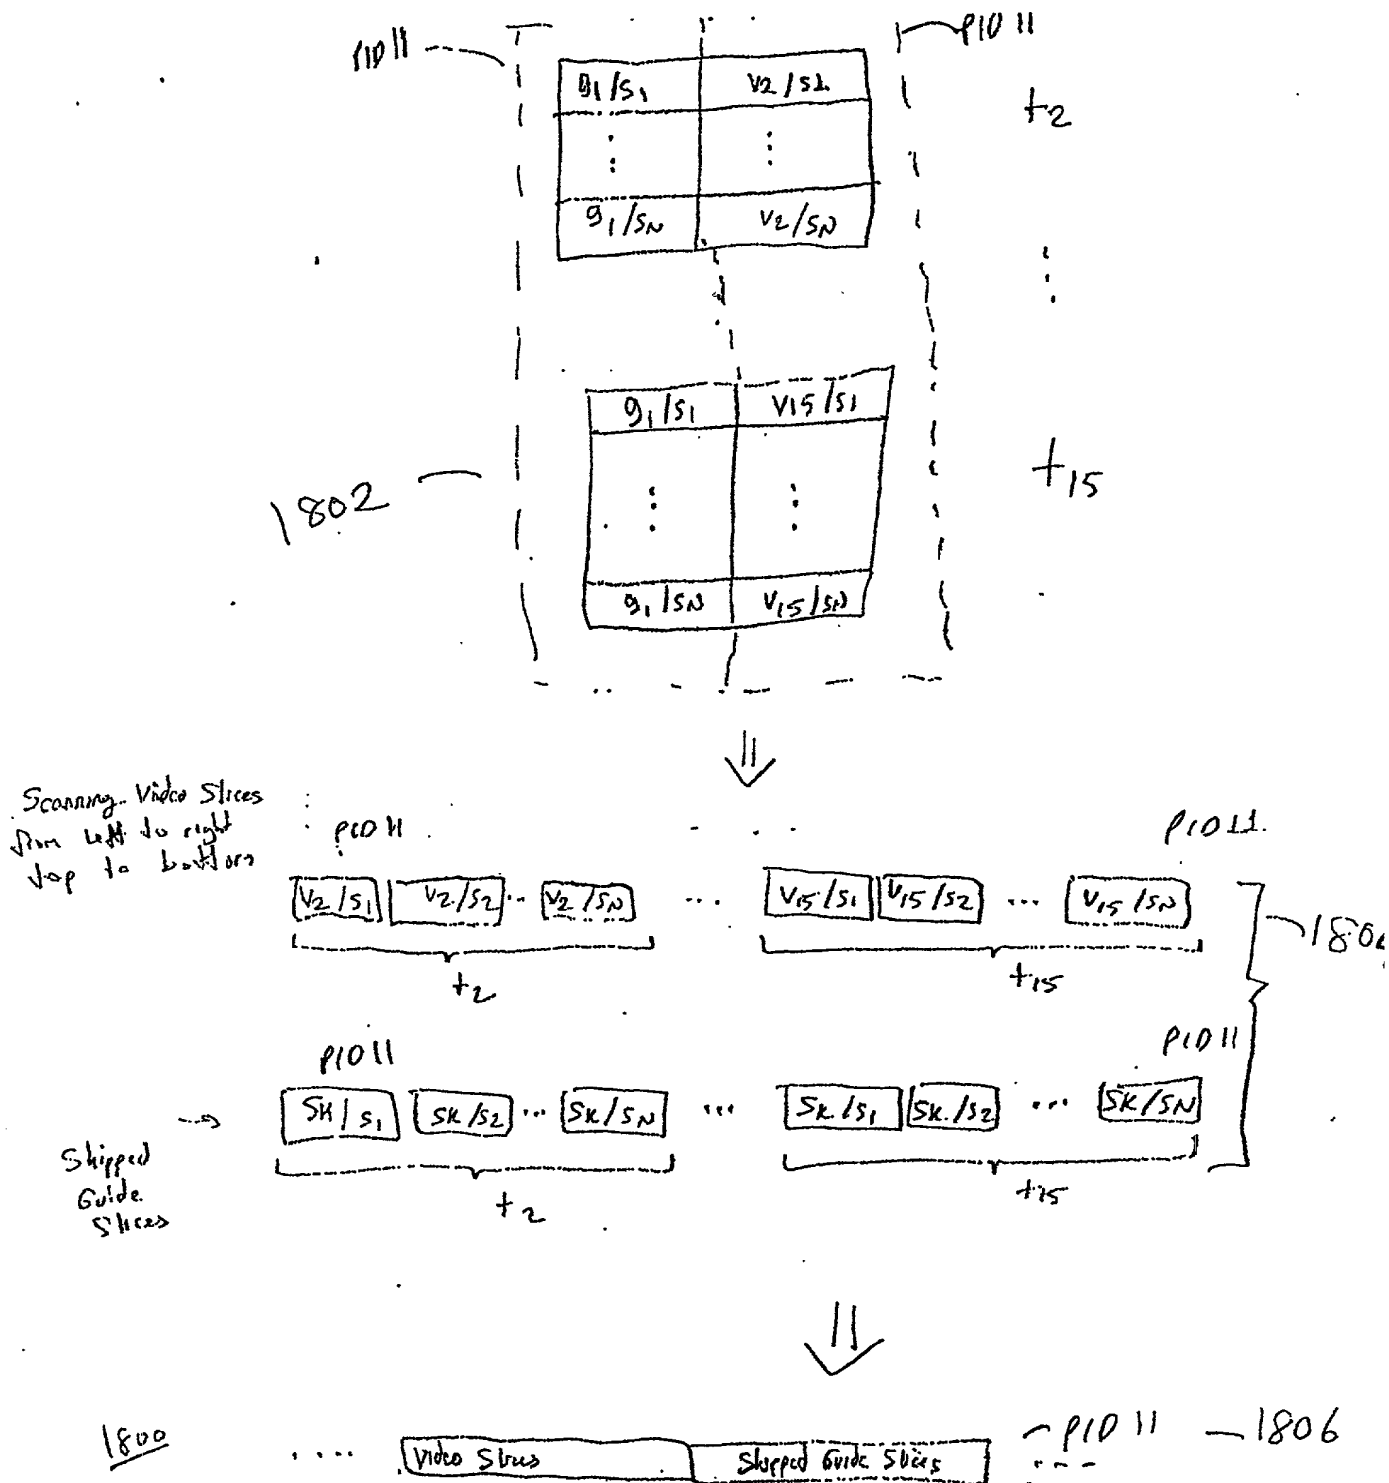 PID 11
PID 11
g1/s1 v2/s1
t2
⋮ ⋮
g1/sN v2/sN
⋮
g1/s1 v15/s1
t15
1802
⋮ ⋮
g1/sN v15/sN
Scanning Video Slices
from left to right
top to bottom
PID 11
... 
PID 11
v2/s1 v2/s2 ... v2/sN ... v15/s1 v15/s2 ... v15/sN
1804
t2 t15
PID 11 PID 11
SK/s1 SK/s2 ... SK/sN ... SK/s1 SK/s2 ... SK/sN
t2 t15
Skipped
Guide
Slices
1800
.... Video Slices Skipped Guide Slices ....
PID 11 1806